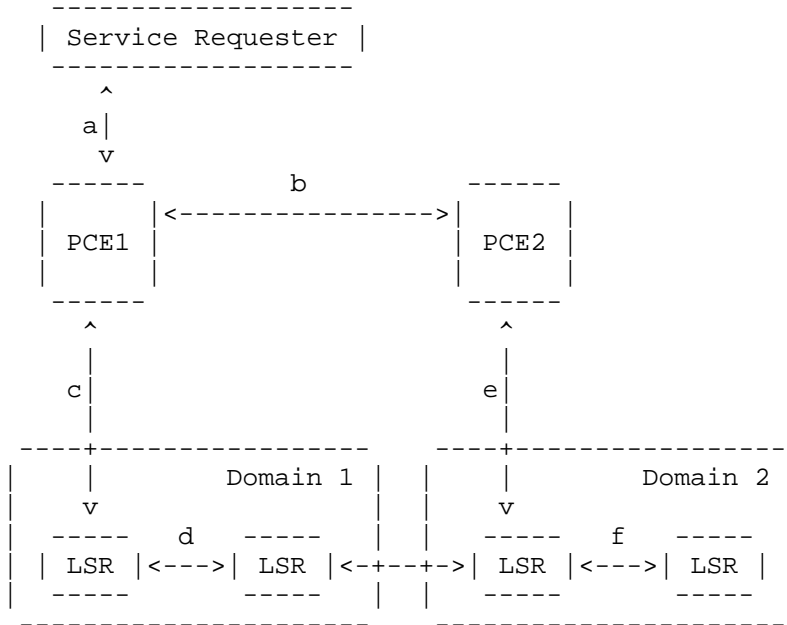 Service Requester
a
b
PCE1 PCE2
c e
Domain 1 Domain 2
d f
LSR LSR LSR LSR